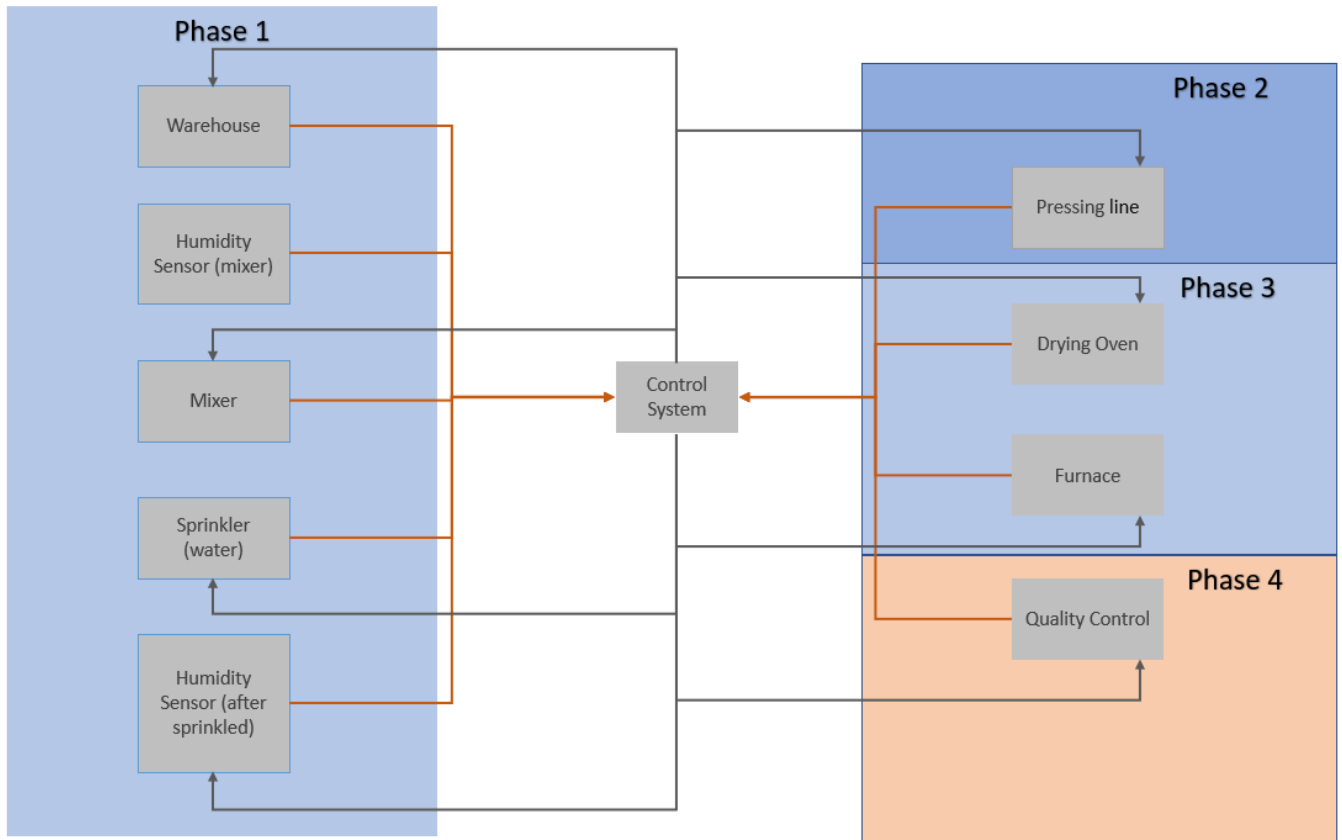 Phase 1
Warehouse
Humidity
Sensor (mixer)
Mixer
Sprinkler
(water)
Humidity
Sensor (after
sprinkled)
Control
System
Phase 2
Pressing line
Phase 3
Drying Oven
Furnace
Phase 4
Quality Control